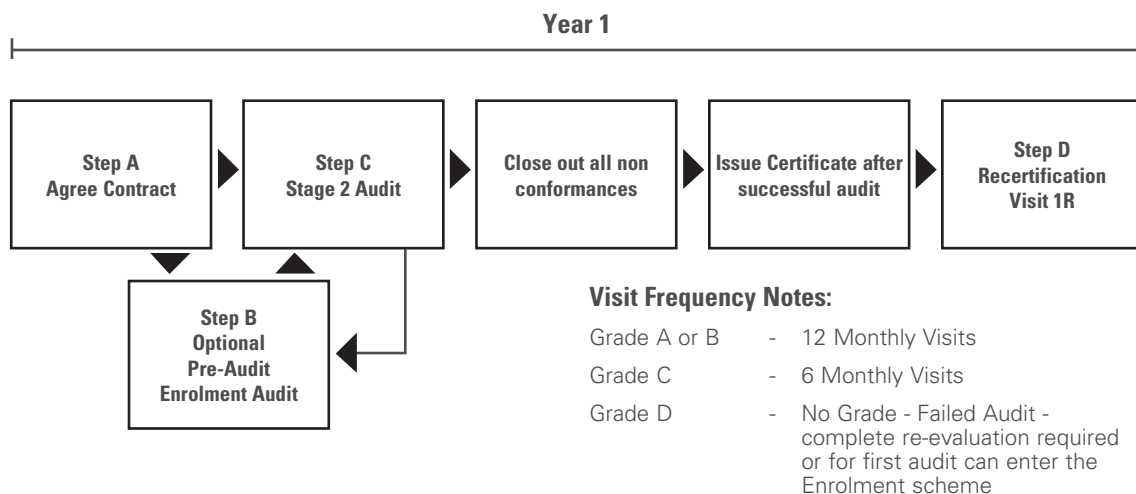 Year 1
Step A
Agree Contract
Step C
Stage 2 Audit
Close out all non
conformances
Issue Certificate after
successful audit
Step D
Recertification
Visit 1R
Step B
Optional
Pre-Audit
Enrolment Audit
Visit Frequency Notes:
Grade A or B - 12 Monthly Visits
Grade C - 6 Monthly Visits
Grade D - No Grade - Failed Audit -
complete re-evaluation required
or for first audit can enter the
Enrolment scheme